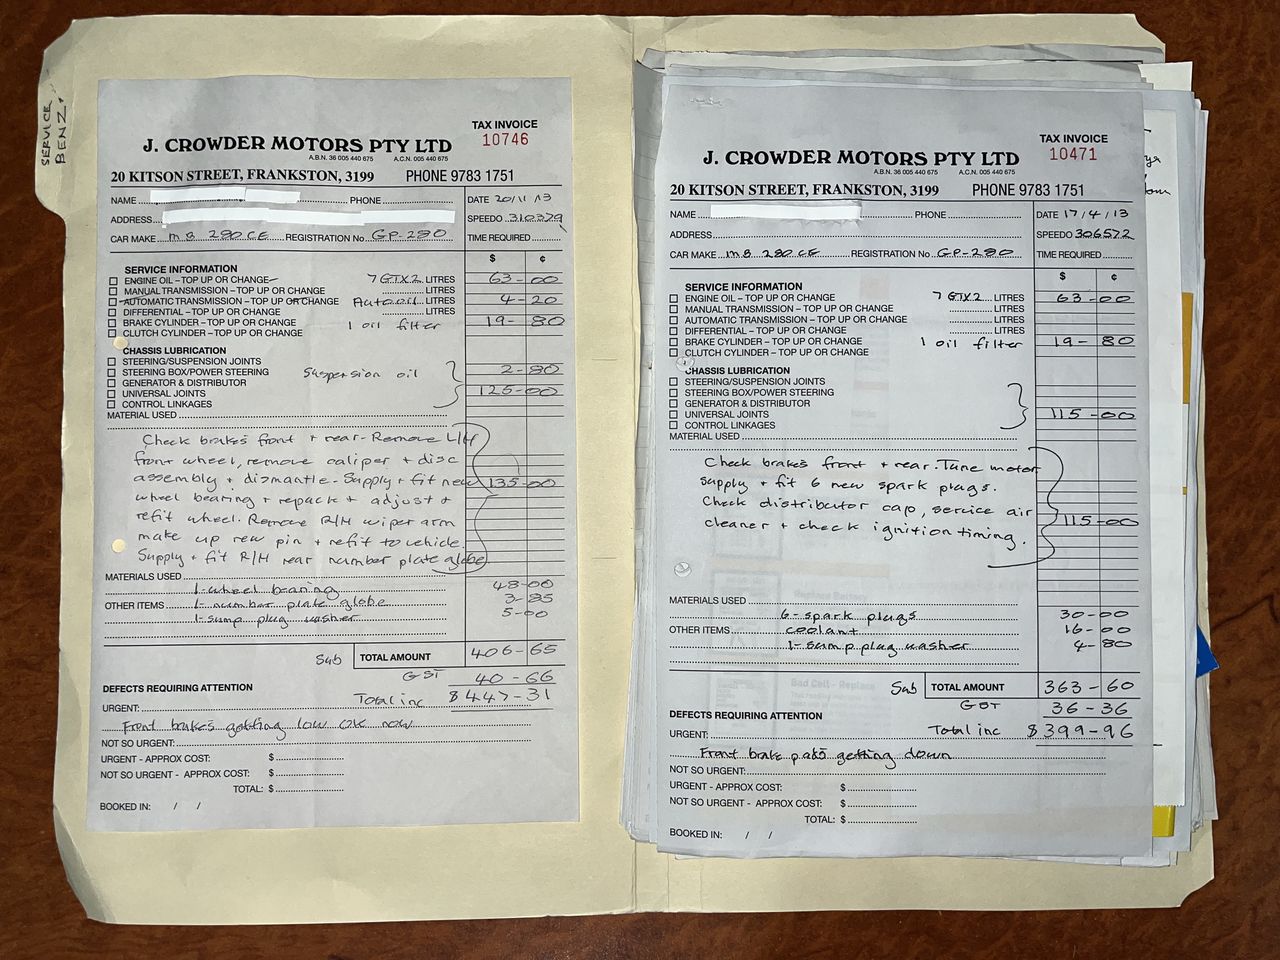 SERVICE
BENZ
J. CROWDER MOTORS PTY LTD
TAX INVOICE
10746
A.B.N. 36 005 440 675 A.C.N. 005 440 675
20 KITSON STREET, FRANKSTON, 3199 PHONE 9783 1751
NAME PHONE DATE 20/11/13
ADDRESS SPEEDO 310379
CAR MAKE MB 280 CE REGISTRATION No. GP-280 TIME REQUIRED
$ ¢
SERVICE INFORMATION
ENGINE OIL – TOP UP OR CHANGE 7 GTX2 LITRES 63-00
MANUAL TRANSMISSION – TOP UP OR CHANGE LITRES
AUTOMATIC TRANSMISSION – TOP UP OR CHANGE Auto oil LITRES 4-20
DIFFERENTIAL – TOP UP OR CHANGE LITRES
BRAKE CYLINDER – TOP UP OR CHANGE 1 oil filter 19-80
CLUTCH CYLINDER – TOP UP OR CHANGE
CHASSIS LUBRICATION
STEERING/SUSPENSION JOINTS
STEERING BOX/POWER STEERING Suspension oil 2-80
GENERATOR & DISTRIBUTOR
UNIVERSAL JOINTS 125-00
CONTROL LINKAGES
MATERIAL USED
Check brakes front + rear - Remove L/H
front wheel, remove caliper + disc
assembly + dismantle. Supply + fit new 135-00
wheel bearing + repack + adjust +
refit wheel. Remove R/H wiper arm
make up new pin + refit to vehicle
Supply + fit R/H rear number plate globe
MATERIALS USED
1-wheel bearing 48-00
OTHER ITEMS 1-number plate globe 3-85
1-sump plug washer 5-00
Sub TOTAL AMOUNT 406-65
GST 40-66
DEFECTS REQUIRING ATTENTION
Total inc $447-31
URGENT:
Front brakes getting low OK now
NOT SO URGENT:
URGENT - APPROX COST: $
NOT SO URGENT - APPROX COST: $
TOTAL: $
BOOKED IN: / /
J. CROWDER MOTORS PTY LTD
TAX INVOICE
10471
A.B.N. 36 005 440 675 A.C.N. 005 440 675
20 KITSON STREET, FRANKSTON, 3199 PHONE 9783 1751
NAME PHONE DATE 17/4/13
ADDRESS SPEEDO 306572
CAR MAKE MB 280 CE REGISTRATION No. GP-280 TIME REQUIRED
$ ¢
SERVICE INFORMATION
ENGINE OIL – TOP UP OR CHANGE 7 GTX2 LITRES 63-00
MANUAL TRANSMISSION – TOP UP OR CHANGE LITRES
AUTOMATIC TRANSMISSION – TOP UP OR CHANGE LITRES
DIFFERENTIAL – TOP UP OR CHANGE LITRES
BRAKE CYLINDER – TOP UP OR CHANGE 1 oil filter 19-80
CLUTCH CYLINDER – TOP UP OR CHANGE
CHASSIS LUBRICATION
STEERING/SUSPENSION JOINTS
STEERING BOX/POWER STEERING
GENERATOR & DISTRIBUTOR
UNIVERSAL JOINTS 115-00
CONTROL LINKAGES
MATERIAL USED
Check brakes front + rear. Tune motor
supply + fit 6 new spark plugs.
Check distributor cap, service air
cleaner + check ignition timing. 115-00
MATERIALS USED
6-spark plugs 30-00
OTHER ITEMS coolant 16-00
1-sump plug washer 4-80
Sub TOTAL AMOUNT 363-60
GST 36-36
DEFECTS REQUIRING ATTENTION
URGENT: Total inc $399-96
Front brake pads getting down
NOT SO URGENT:
URGENT - APPROX COST: $
NOT SO URGENT - APPROX COST: $
TOTAL: $
BOOKED IN: / /